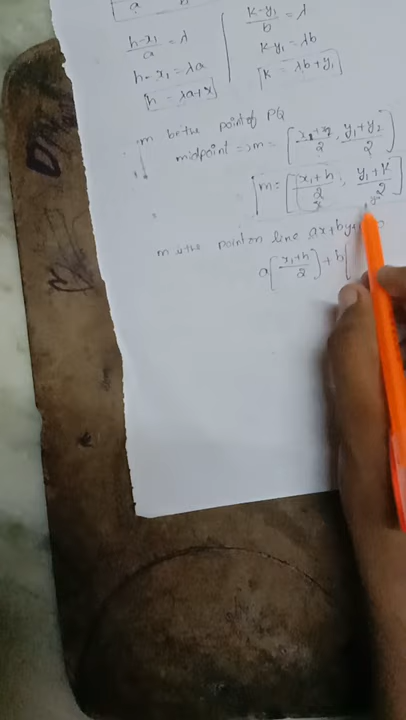 a b
(h-x₁)/a = λ
h-x₁ = λa
h = λa+x₁
(k-y₁)/b = λ
k-y₁ = λb
k = λb+y₁
m be the point of PQ
midpoint => m = [(x₁+x₂)/2, (y₁+y₂)/2]
m = [(x₁+h)/2, (y₁+k)/2]
x y
m is the point on line ax+by
a[(x₁+h)/2] + b[